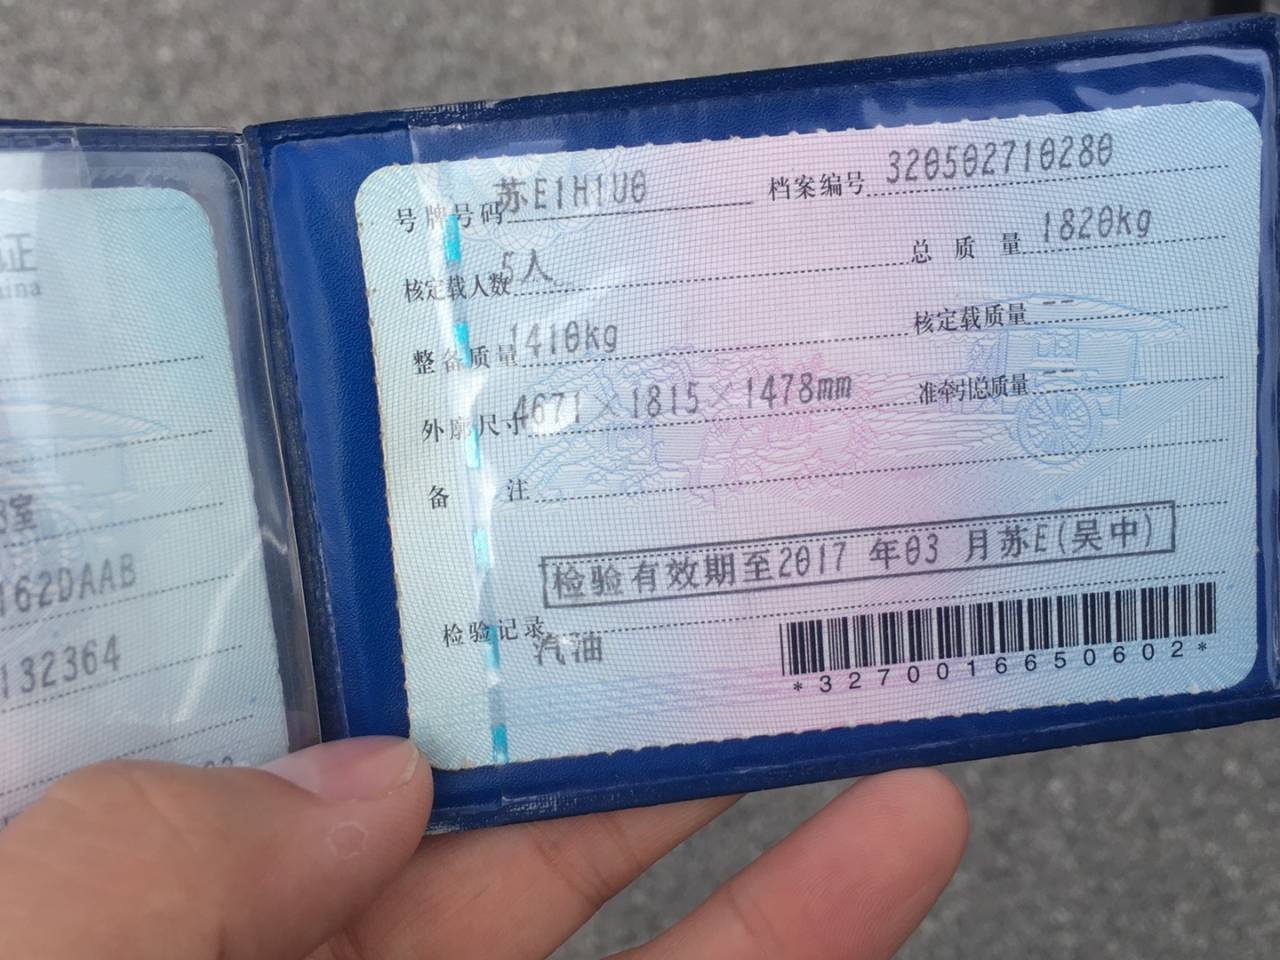 正
ina
室
162DAAB
132364
号牌号码 苏E1H1U0 档案编号 320502710280
核定载人数 5人 总质量 1820kg
整备质量 1410kg 核定载质量 --
外廓尺寸 4671×1815×1478mm 准牵引总质量 --
备注
检验有效期至2017 年03 月苏E(吴中)
检验记录
汽油
*3270016650602*